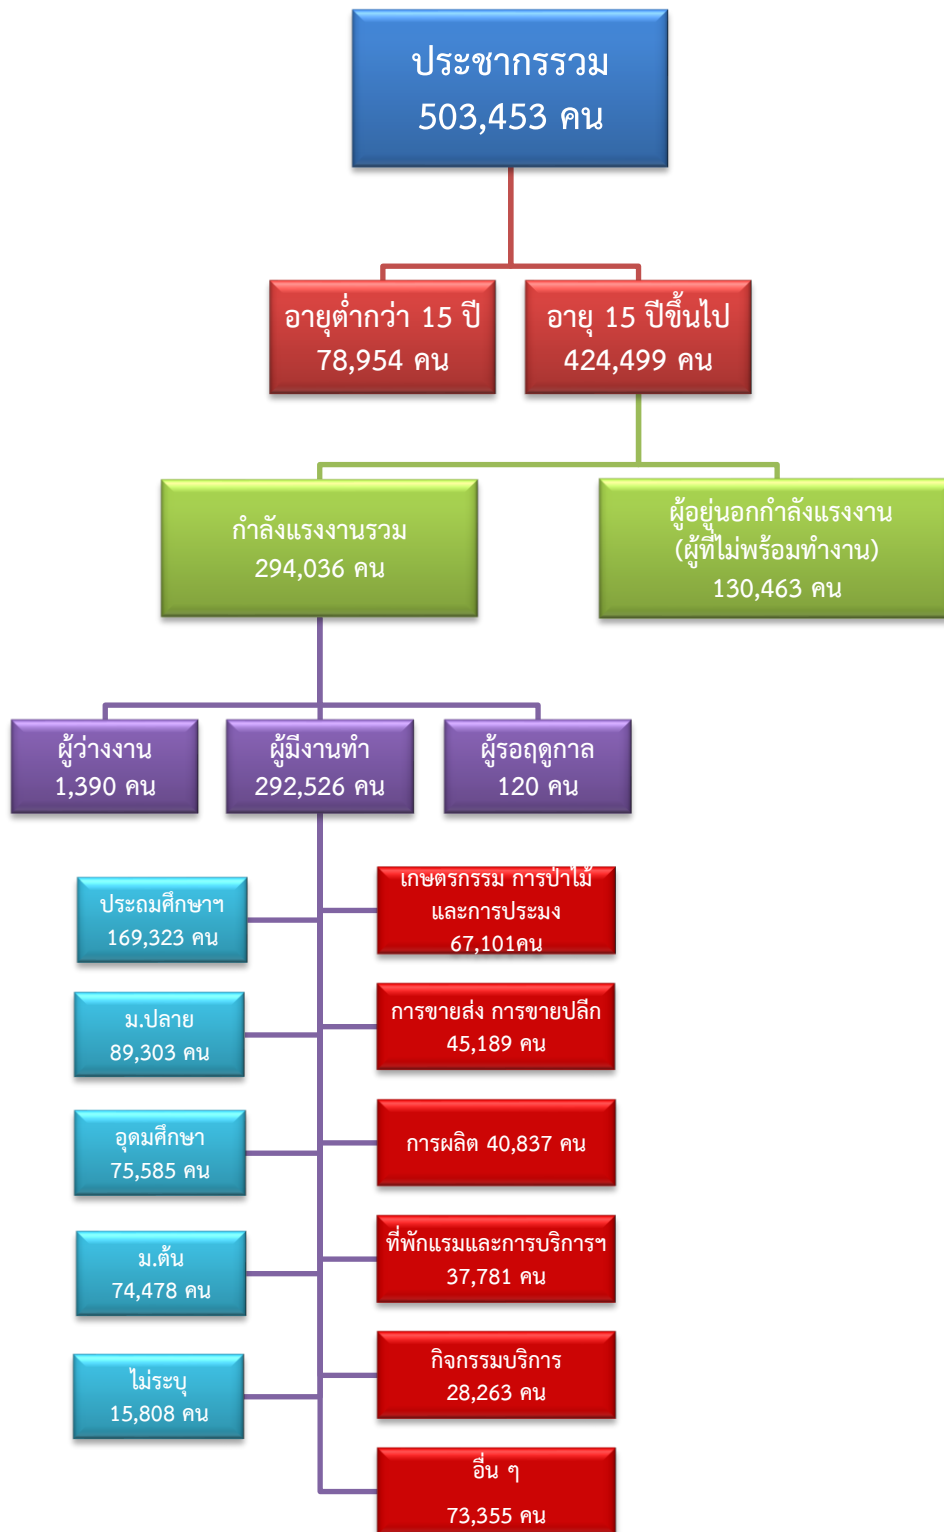 ประชากรรวม
503,453 คน
อายุต่ำกว่า 15 ปี
78,954 คน
อายุ 15 ปีขึ้นไป
424,499 คน
กำลังแรงงานรวม
294,036 คน
ผู้อยู่นอกกำลังแรงงาน
(ผู้ที่ไม่พร้อมทำงาน)
130,463 คน
ผู้ว่างงาน
1,390 คน
ผู้มีงานทำ
292,526 คน
ผู้รอฤดูกาล
120 คน
ประถมศึกษาฯ
169,323 คน
ม.ปลาย
89,303 คน
อุดมศึกษา
75,585 คน
ม.ต้น
74,478 คน
ไม่ระบุ
15,808 คน
เกษตรกรรม การป่าไม้
และการประมง
67,101คน
การขายส่ง การขายปลีก
45,189 คน
การผลิต 40,837 คน
ที่พักแรมและการบริการฯ
37,781 คน
กิจกรรมบริการ
28,263 คน
อื่น ๆ
73,355 คน